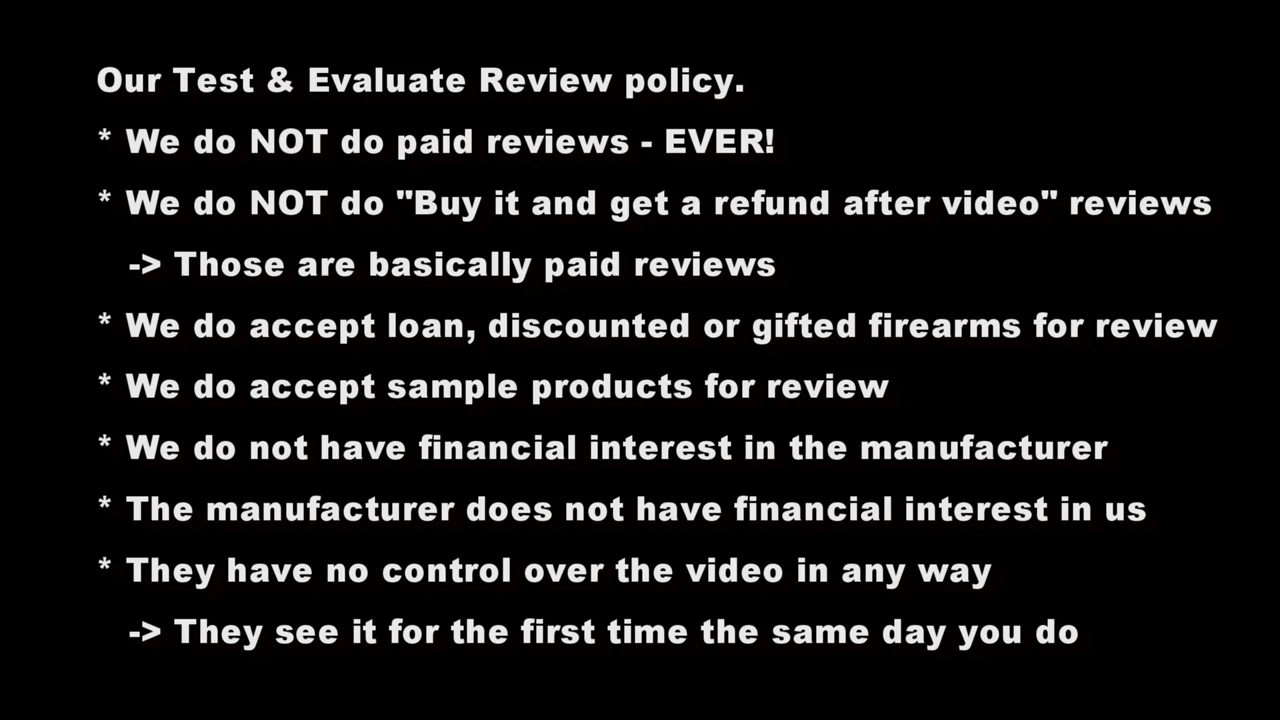 Our Test & Evaluate Review policy.
* We do NOT do paid reviews - EVER!
* We do NOT do "Buy it and get a refund after video" reviews
-> Those are basically paid reviews
* We do accept loan, discounted or gifted firearms for review
* We do accept sample products for review
* We do not have financial interest in the manufacturer
* The manufacturer does not have financial interest in us
* They have no control over the video in any way
-> They see it for the first time the same day you do